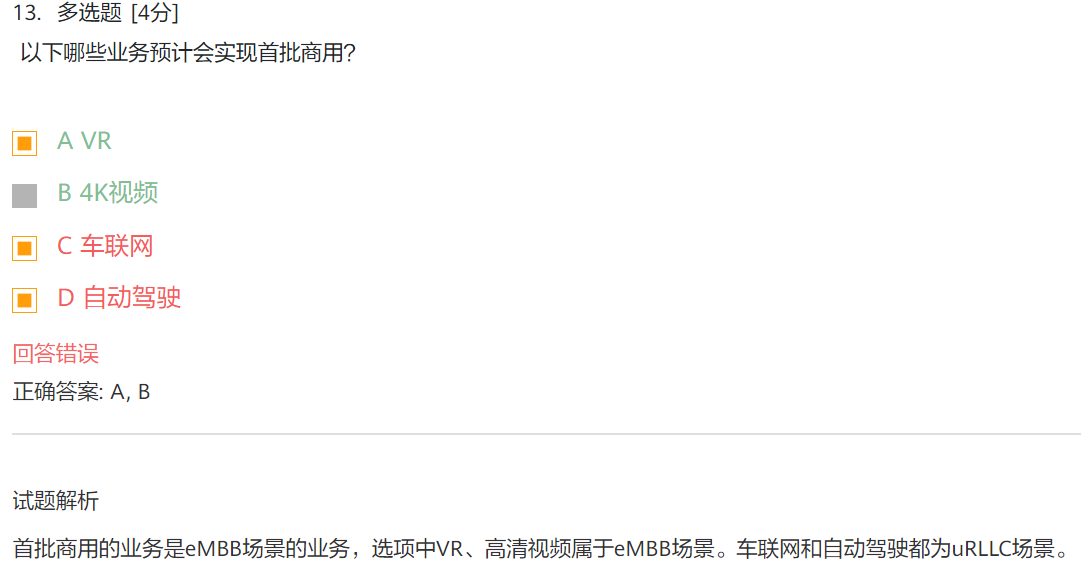 13. 多选题 [4分]
以下哪些业务预计会实现首批商用?
A VR
B 4K视频
C 车联网
D 自动驾驶
回答错误
正确答案: A, B
试题解析
首批商用的业务是eMBB场景的业务，选项中VR、高清视频属于eMBB场景。车联网和自动驾驶都为uRLLC场景。